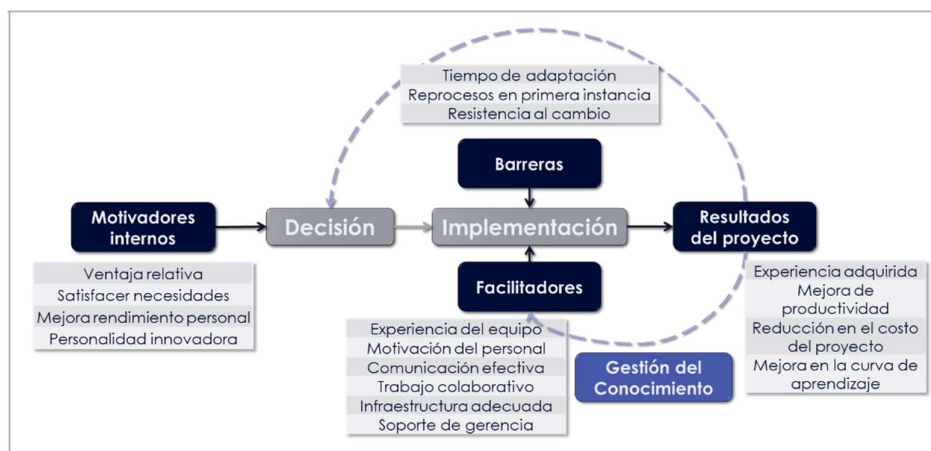 Tiempo de adaptación
Reprocesos en primera instancia
Resistencia al cambio
Barreras
Motivadores
internos
Decisión
Implementación
Resultados
del proyecto
Ventaja relativa
Satisfacer necesidades
Mejora rendimiento personal
Personalidad innovadora
Facilitadores
Experiencia del equipo
Motivación del personal
Comunicación efectiva
Trabajo colaborativo
Infraestructura adecuada
Soporte de gerencia
Gestión del
Conocimiento
Experiencia adquirida
Mejora de
productividad
Reducción en el costo
del proyecto
Mejora en la curva de
aprendizaje